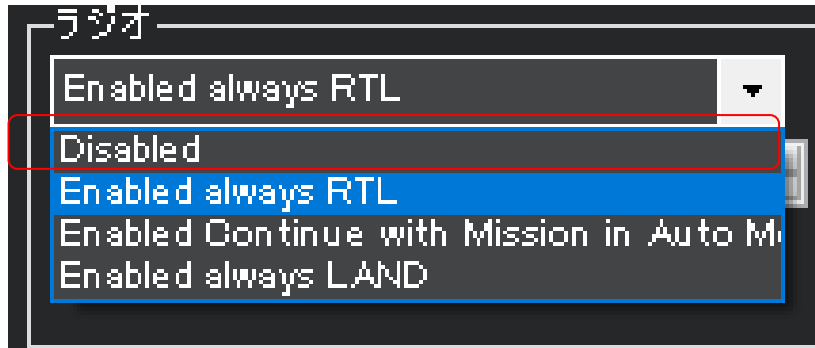 ラジオ
Enabled always RTL
Disabled
Enabled always RTL
Enabled Continue with Mission in Auto
Enabled always LAND